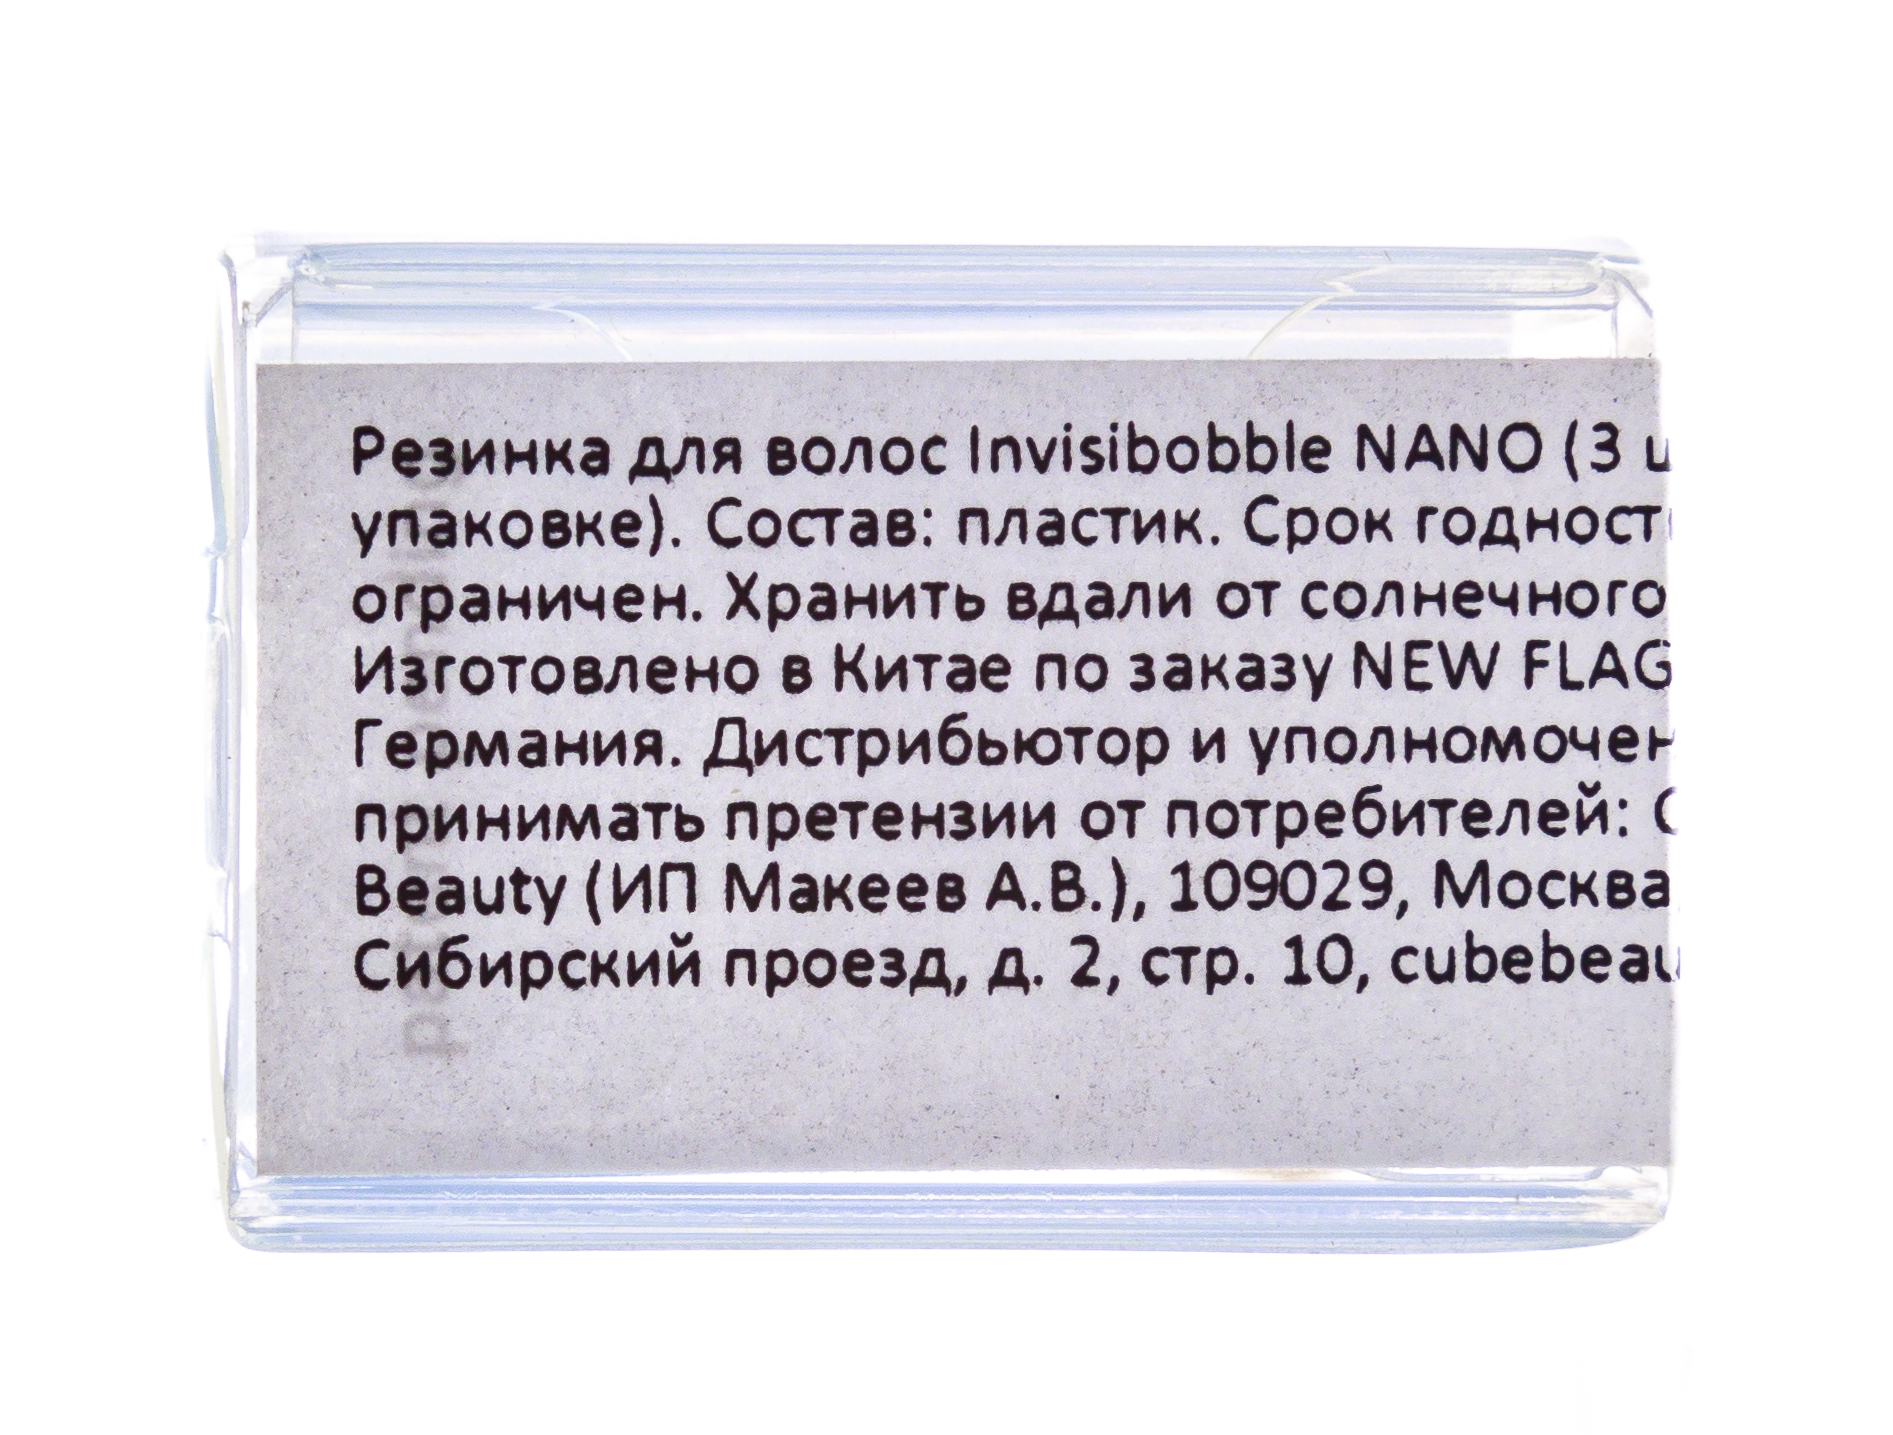 Резинка для волос Invisibobble NANO (3
упаковке). Состав: пластик. Срок годност
ограничен. Хранить вдали от солнечного
Изготовлено в Китае по заказу NEW FLAG
Германия. Дистрибьютор и уполномочен
принимать претензии от потребителей:
Beauty (ИП Макеев А.В.), 109029, Москва
Сибирский проезд, д. 2, стр. 10, cubebeau